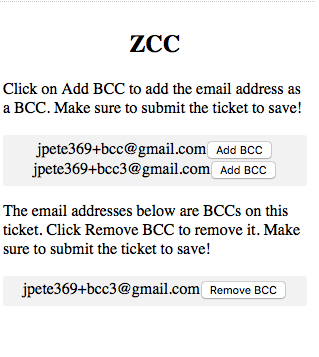 ZCC
Click on Add BCC to add the email address as
a BCC. Make sure to submit the ticket to save!
jpete369+bcc@gmail.com Add BCC
jpete369+bcc3@gmail.com Add BCC
The email addresses below are BCCs on this
ticket. Click Remove BCC to remove it. Make
sure to submit the ticket to save!
jpete369+bcc3@gmail.com Remove BCC